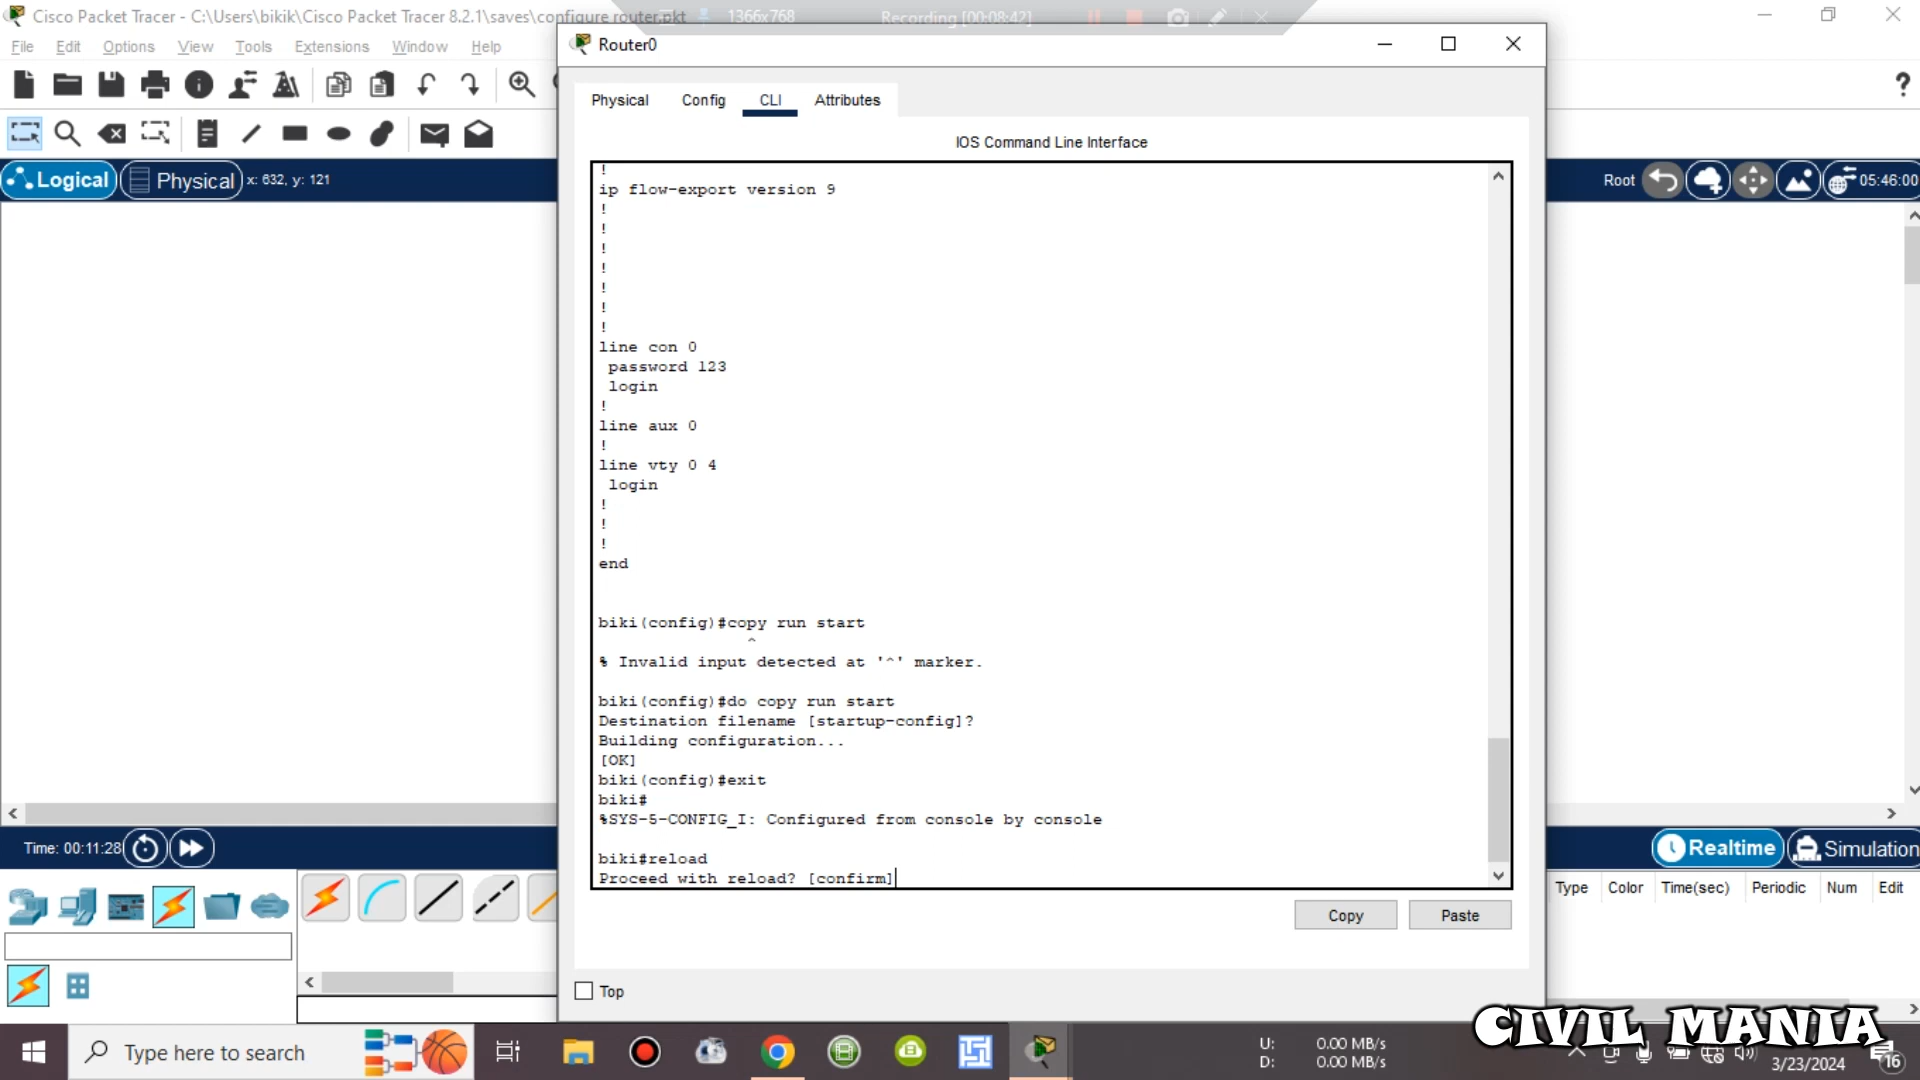 Cisco Packet Tracer - C:\Users\bikik\Cisco Packet Tracer 8.2.1\saves\configure router.pkt
1366x768
Recording [00:08:42]
File Edit Options View Tools Extensions Window Help
Router0
Physical Config CLI Attributes
IOS Command Line Interface
Logical
Physical
x: 632, y: 121
Root
05:46:00
!
ip flow-export version 9
!
!
!
!
!
!
!
line con 0
password 123
login
!
line aux 0
!
line vty 0 4
login
!
!
!
end
biki(config)#copy run start
^
% Invalid input detected at '^' marker.
biki(config)#do copy run start
Destination filename [startup-config]?
Building configuration...
[OK]
biki(config)#exit
biki#
%SYS-5-CONFIG_I: Configured from console by console
biki#reload
Proceed with reload? [confirm]
Copy
Paste
Top
Time: 00:11:28
Realtime
Simulation
Type Color Time(sec) Periodic Num Edit
CIVIL MANIA
Type here to search
U: 0.00 MB/s
D: 0.00 MB/s
3/23/2024
16